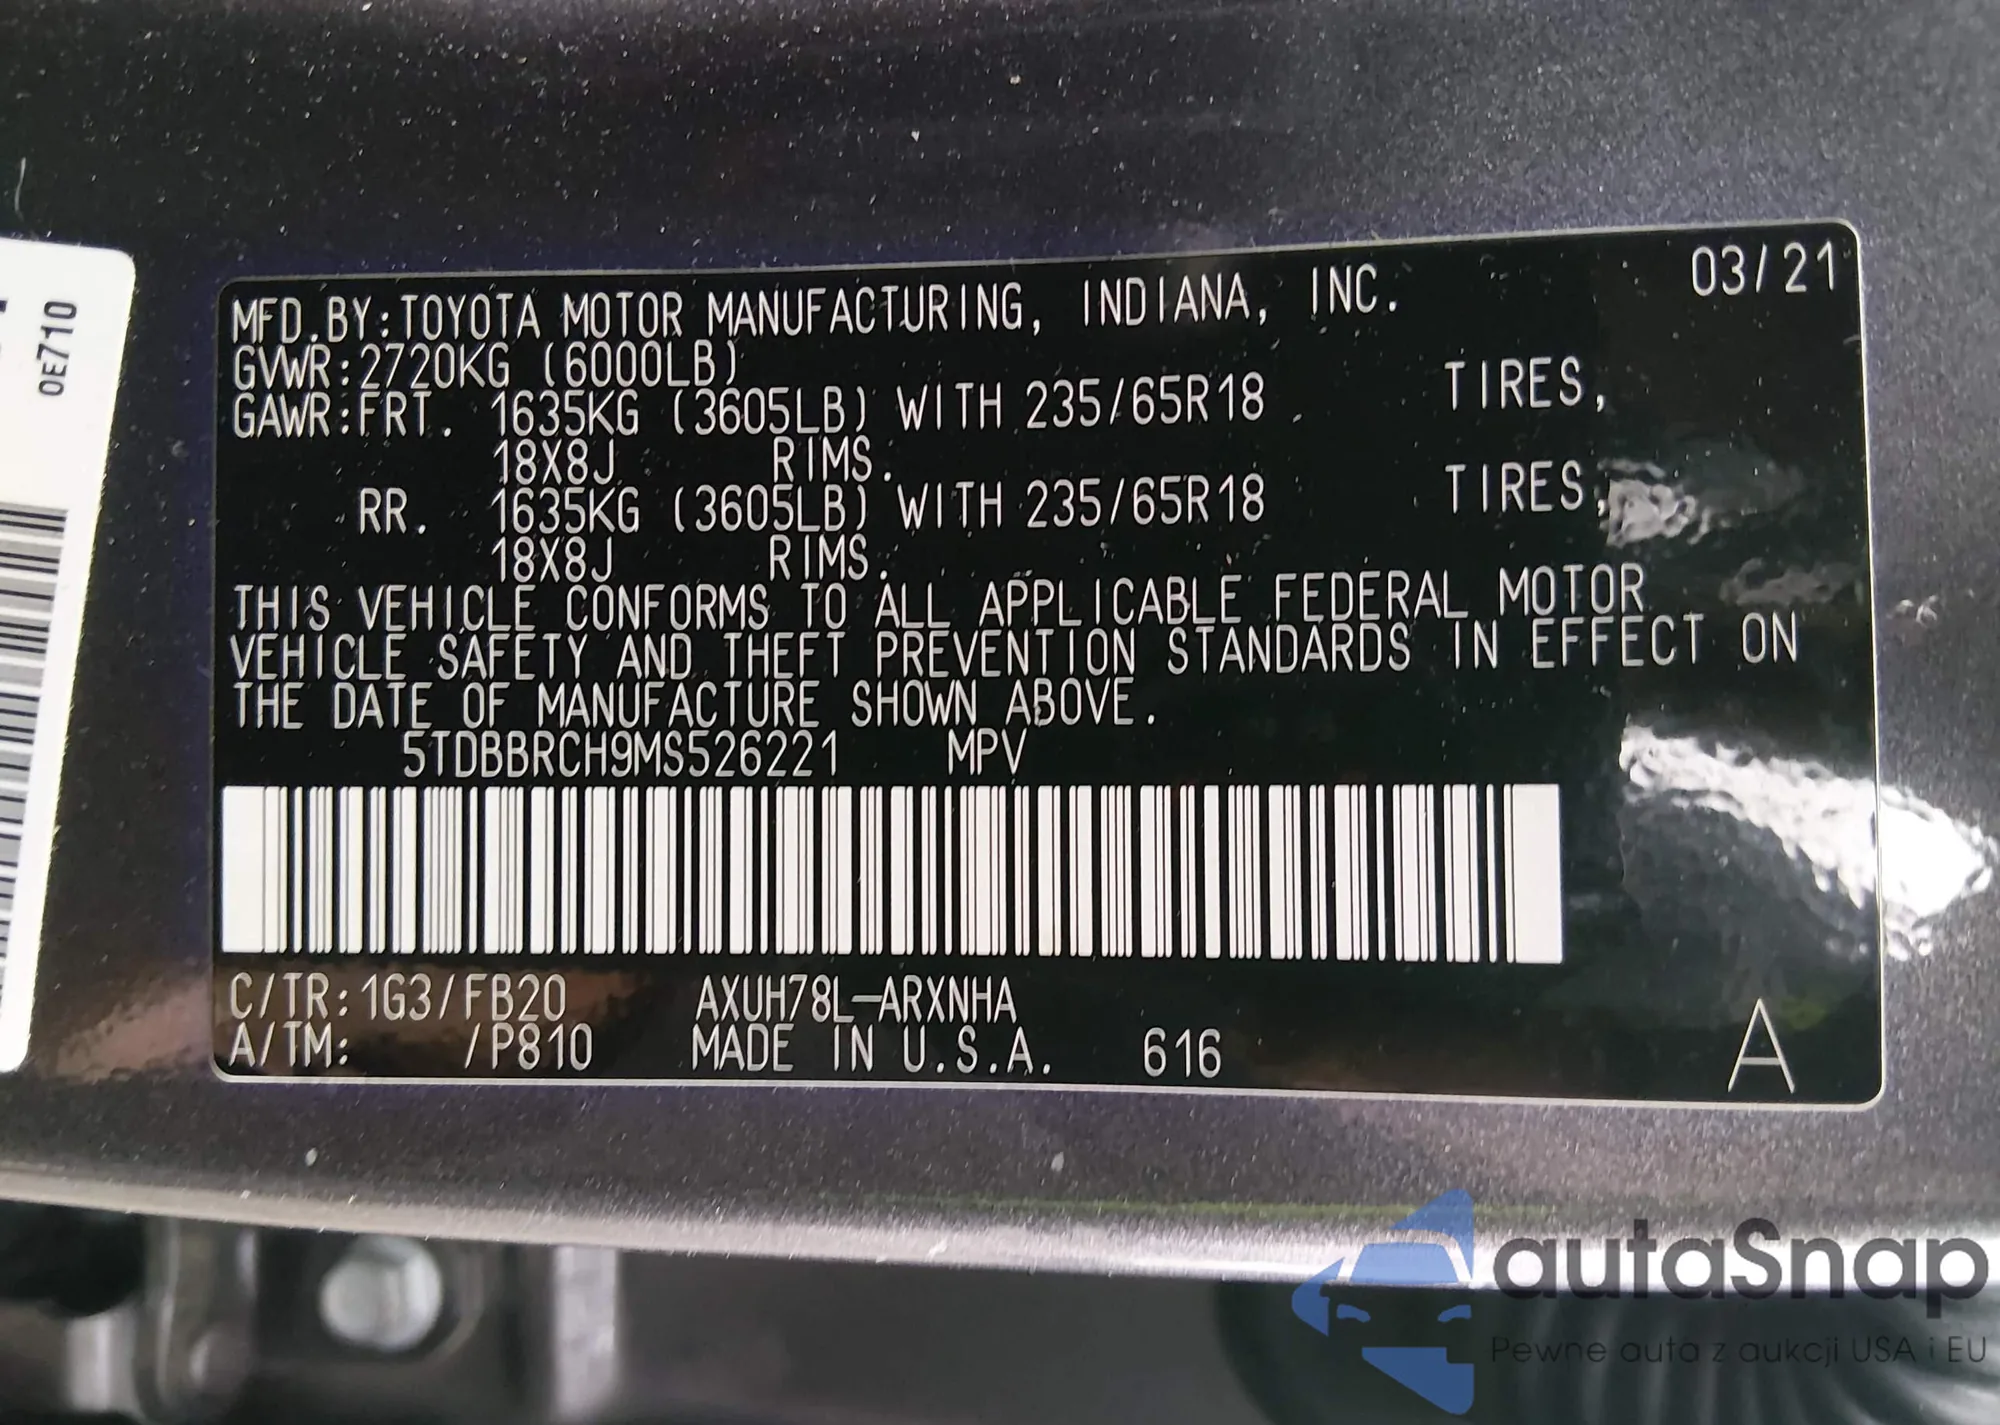 03/21
MFD.BY:TOYOTA MOTOR MANUFACTURING, INDIANA, INC.
GVWR:2720KG (6000LB)
GAWR:FRT. 1635KG (3605LB) WITH 235/65R18 TIRES,
18X8J RIMS.
RR. 1635KG (3605LB) WITH 235/65R18 TIRES,
18X8J RIMS.
THIS VEHICLE CONFORMS TO ALL APPLICABLE FEDERAL MOTOR
VEHICLE SAFETY AND THEFT PREVENTION STANDARDS IN EFFECT ON
THE DATE OF MANUFACTURE SHOWN ABOVE.
5TDBBRCH9MS526221 MPV
C/TR:1G3/FB20 AXUH78L-ARXNHA
A/TM: /P810 MADE IN U.S.A. 616
A
0E710
autaSnap
Pewne auta z aukcji USA i EU